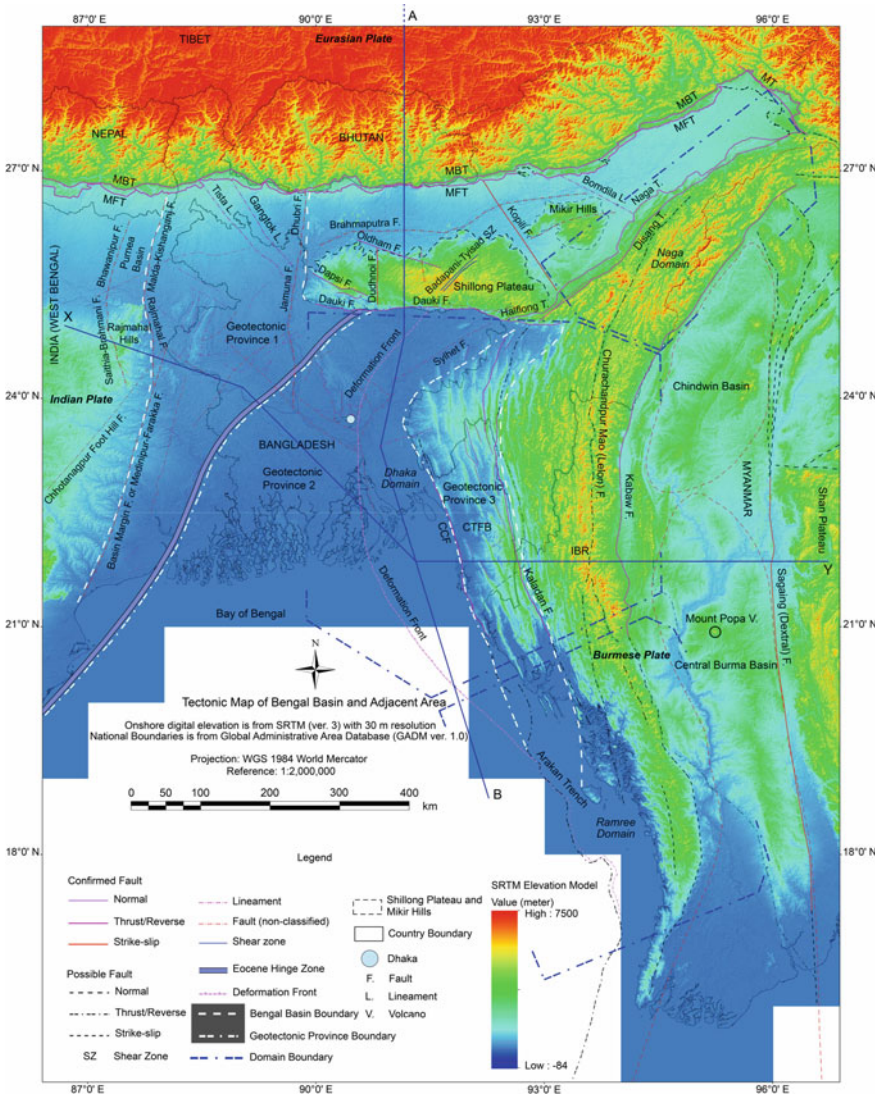 87°0' E
90°0' E
A
93°0' E
96°0' E
TIBET
Eurasian Plate
NEPAL
BHUTAN
MBT
MT
MFT
27°0' N
27°0' N
MBT
MFT
MBT
MFT
Tista L.
Gangtok L.
Dhubri F.
Kopili F.
Bomdila L.
Naga T.
Mikir Hills
Disang T.
Naga Domain
Brahmaputra F.
Oldham F.
Badapani-Tyisad SZ
Shillong Plateau
Dapsi F.
Dudhnoi F.
Dauki F.
Dauki F.
Haflong T.
Jamuna F.
INDIA (WEST BENGAL)
Bhawanipur F.
Purnea Basin
Malda-Kishanganj F.
Rajmahal F.
Saithia-Brahmani F.
Rajmahal Hills
X
Geotectonic Province 1
Deformation Front
Sylhet F.
24°0' N
24°0' N
Indian Plate
Chhotanagpur Foot Hill F.
Basin Margin F. or Medinipur-Farakka F.
BANGLADESH
Geotectonic Province 2
Dhaka Domain
Geotectonic Province 3
CTFB
CCF
Churachandpur Mao (Lelon) F.
Kabaw F.
Chindwin Basin
MYANMAR
Shan Plateau
IBR
Y
Kaladan F.
Sagaing (Dextral) F.
Bay of Bengal
Deformation Front
21°0' N
21°0' N
Mount Popa V.
Burmese Plate
Central Burma Basin
N
Tectonic Map of Bengal Basin and Adjacent Area
Onshore digital elevation is from SRTM (ver. 3) with 30 m resolution
National Boundaries is from Global Administrative Area Database (GADM ver. 1.0)
Projection: WGS 1984 World Mercator
Reference: 1:2,000,000
0 25 50 100 200 300 400
km
B
Arakan Trench
Ramree Domain
18°0' N
18°0' N
Legend
Confirmed Fault
Normal
Thrust/Reverse
Strike-slip
Possible Fault
Normal
Thrust/Reverse
Strike-slip
SZ Shear Zone
Lineament
Fault (non-classified)
Shear zone
Eocene Hinge Zone
Deformation Front
Bengal Basin Boundary
Geotectonic Province Boundary
Domain Boundary
Shillong Plateau and
Mikir Hills
Country Boundary
Dhaka
F. Fault
L. Lineament
V. Volcano
SRTM Elevation Model
Value (meter)
High : 7500
Low : -84
87°0' E
90°0' E
93°0' E
96°0' E